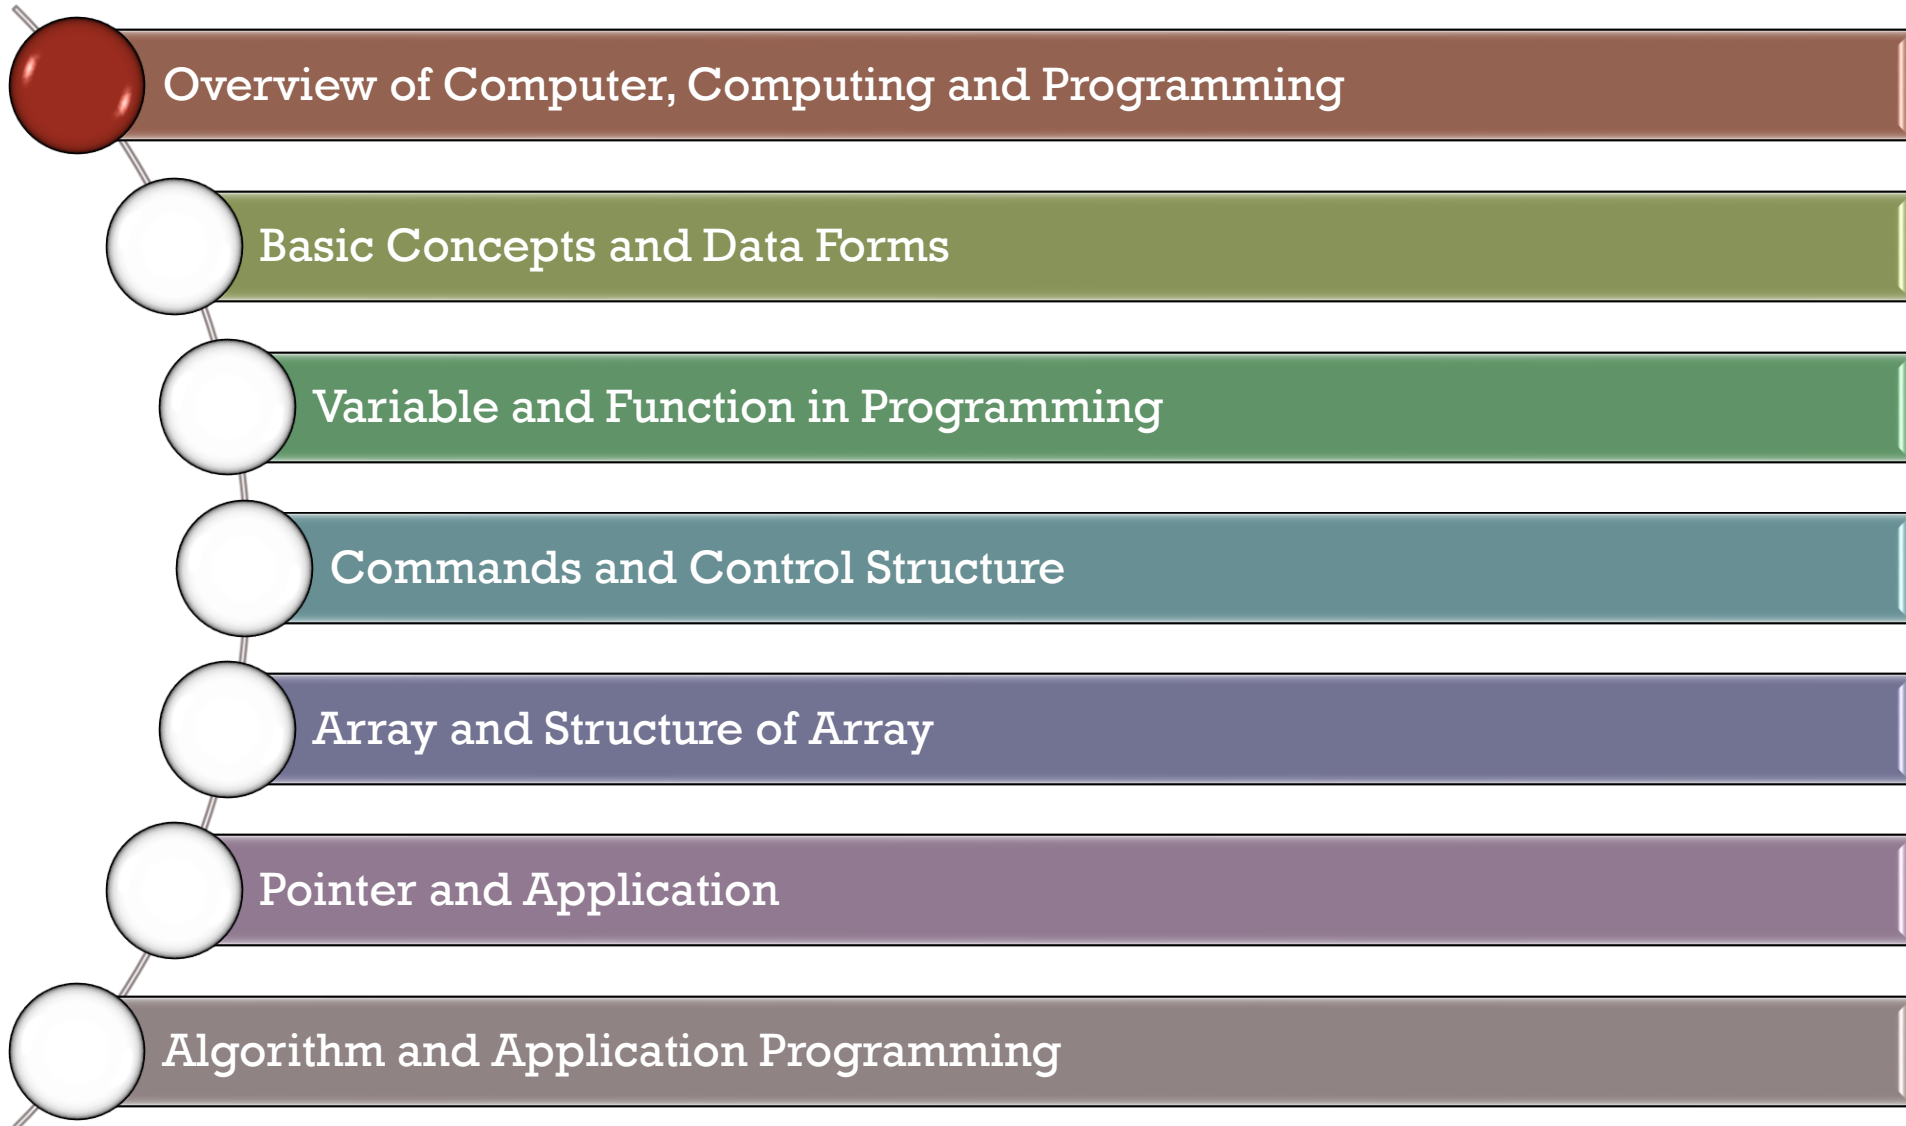 Overview of Computer, Computing and Programming
Basic Concepts and Data Forms
Variable and Function in Programming
Commands and Control Structure
Array and Structure of Array
Pointer and Application
Algorithm and Application Programming